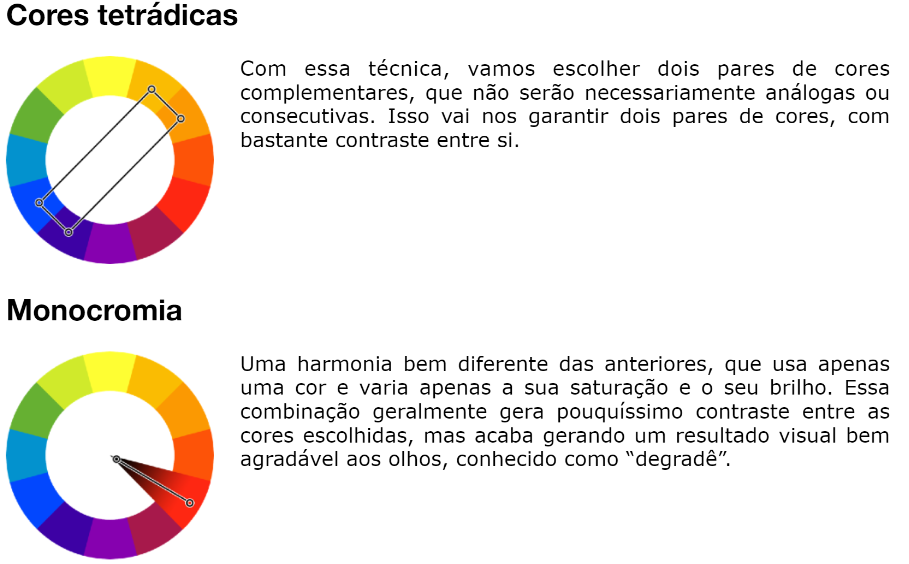 Cores tetrádicas
Com essa técnica, vamos escolher dois pares de cores
complementares, que não serão necessariamente análogas ou
consecutivas. Isso vai nos garantir dois pares de cores, com
bastante contraste entre si.
Monocromia
Uma harmonia bem diferente das anteriores, que usa apenas
uma cor e varia apenas a sua saturação e o seu brilho. Essa
combinação geralmente gera pouquíssimo contraste entre as
cores escolhidas, mas acaba gerando um resultado visual bem
agradável aos olhos, conhecido como “degradê”.